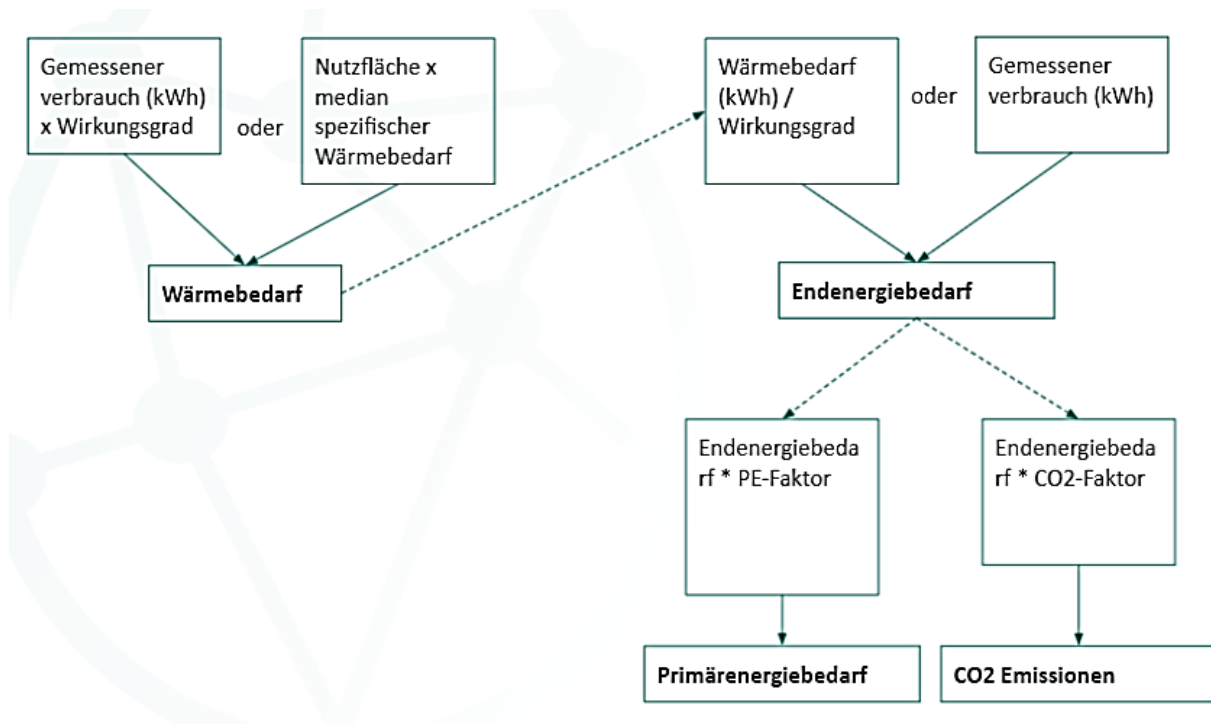 Gemessener
verbrauch (kWh)
x Wirkungsgrad
oder
Nutzfläche x
median
spezifischer
Wärmebedarf
Wärmebedarf
(kWh) /
Wirkungsgrad
oder
Gemessener
verbrauch (kWh)
Wärmebedarf
Endenergiebedarf
Endenergiebeda
rf * PE-Faktor
Endenergiebeda
rf * CO2-Faktor
Primärenergiebedarf
CO2 Emissionen